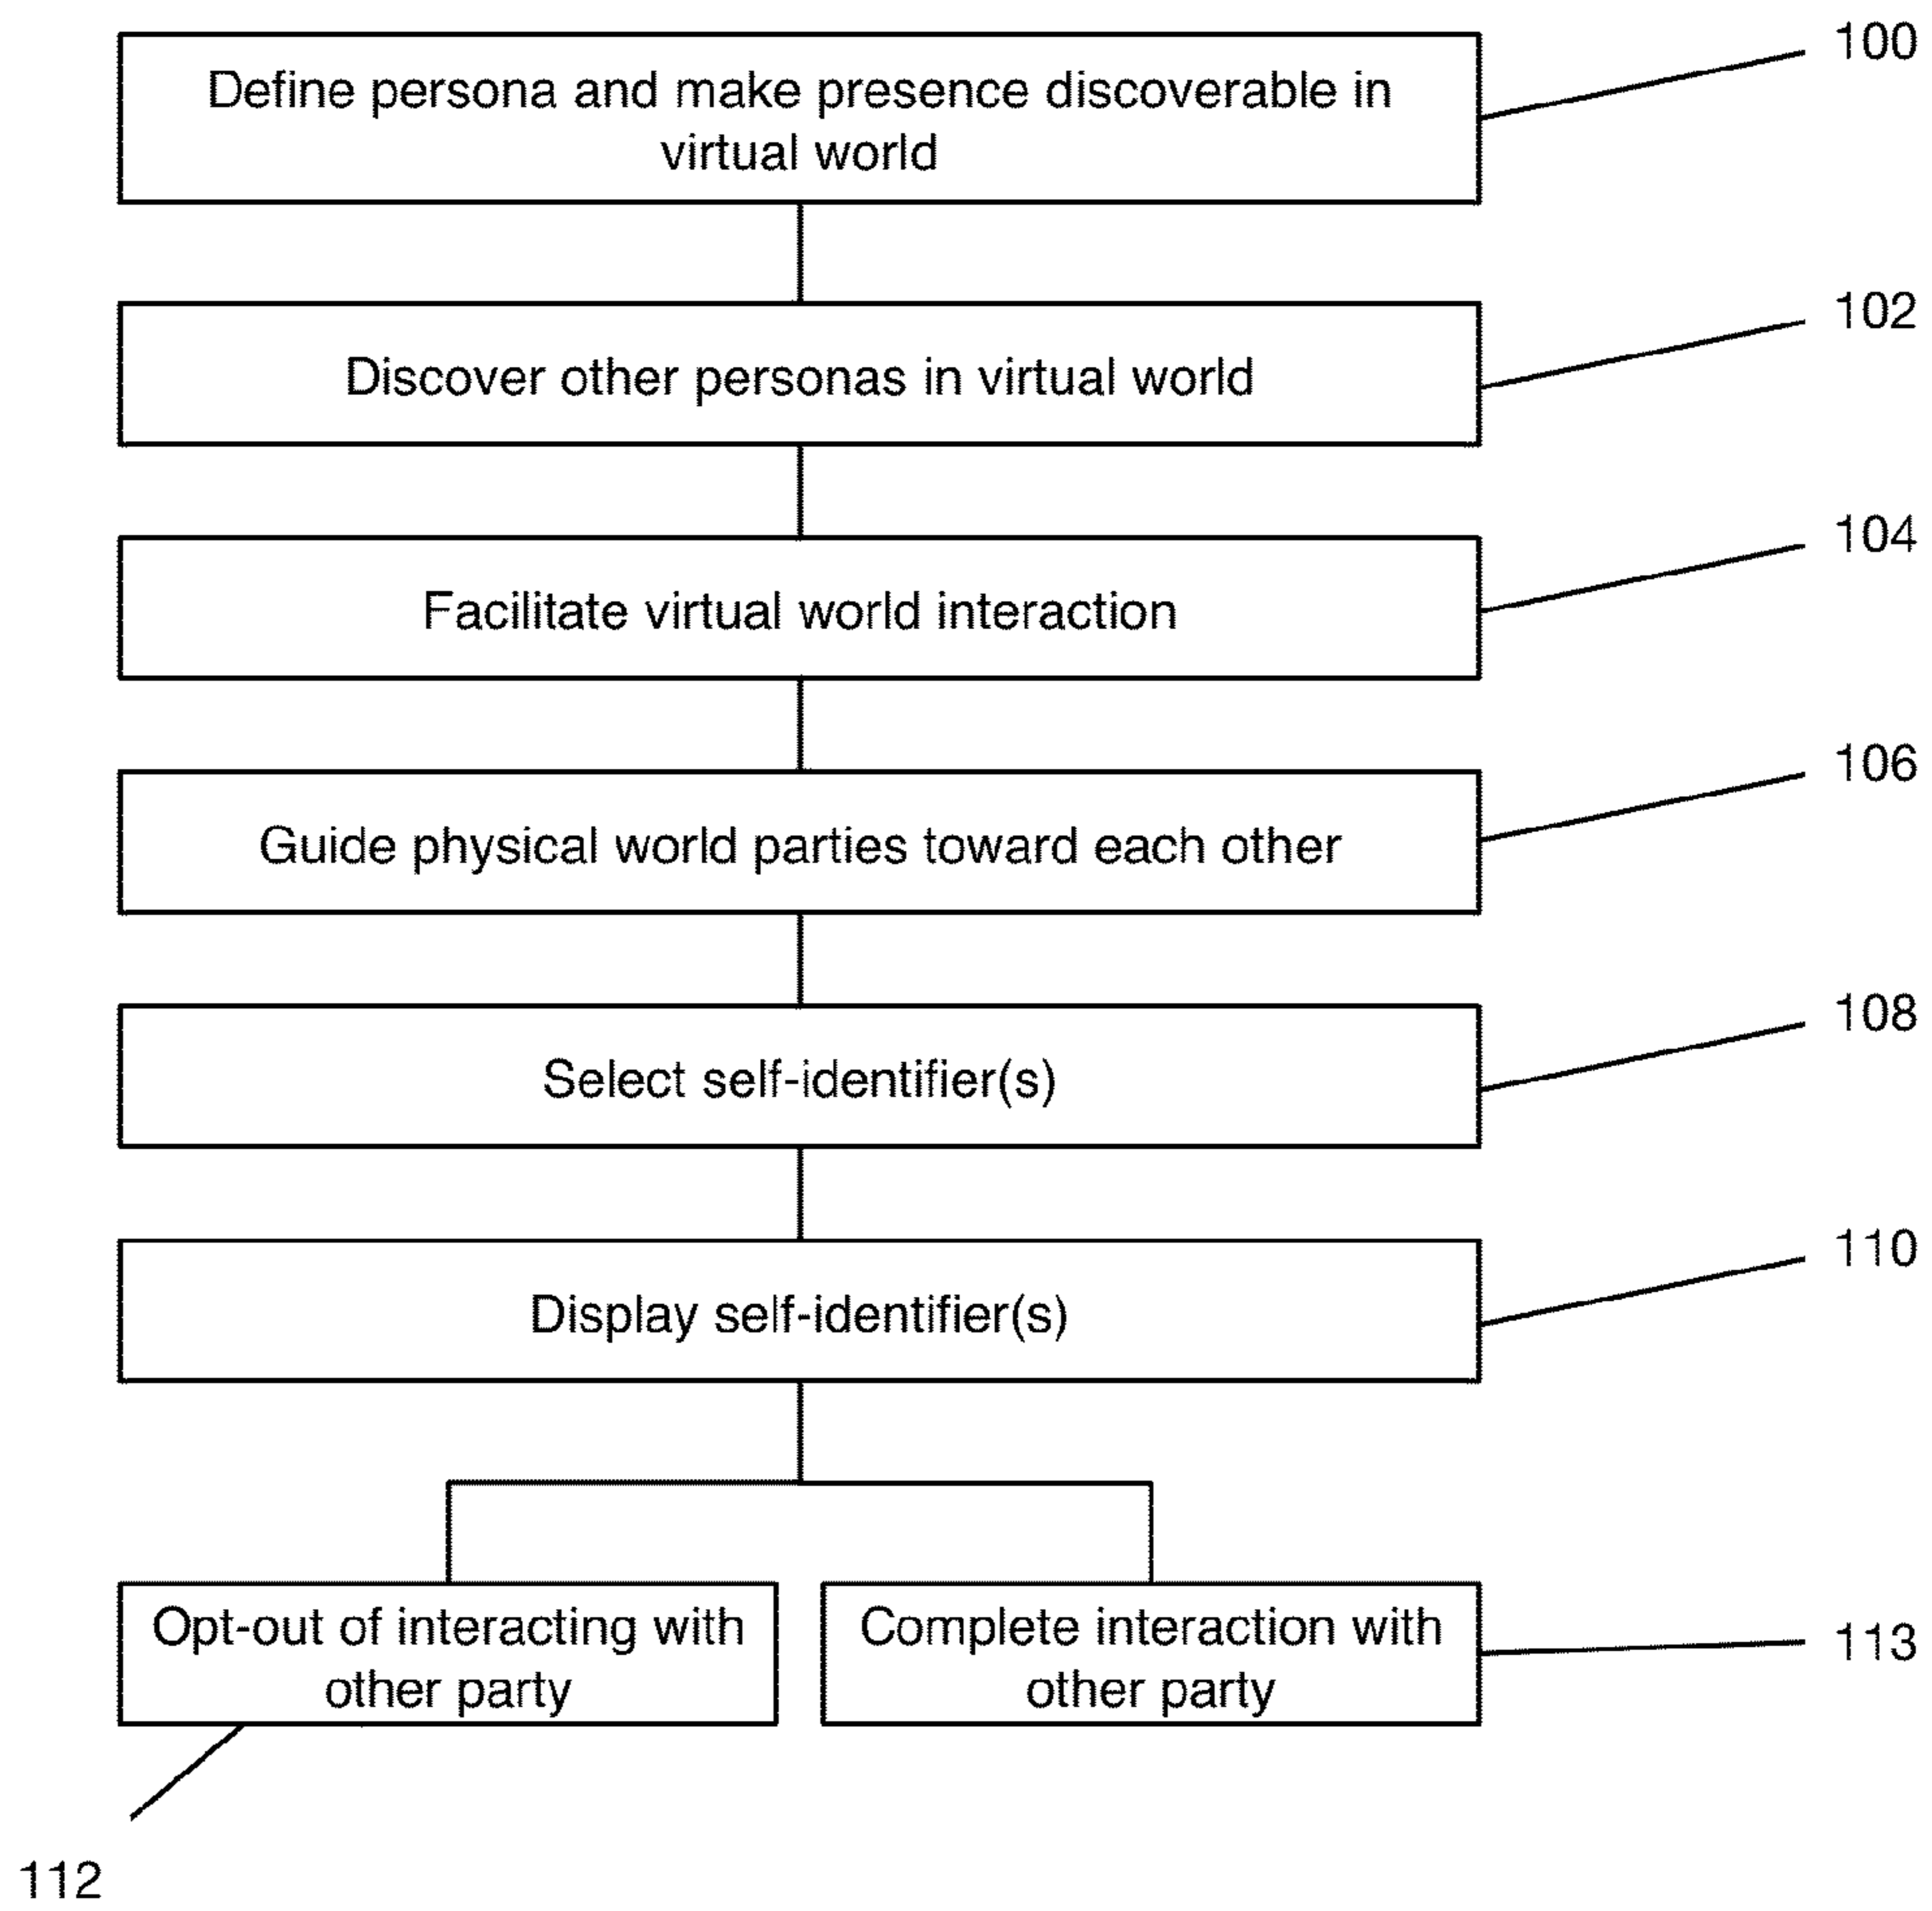 Define persona and make presence discoverable in
virtual world
100
Discover other personas in virtual world
102
Facilitate virtual world interaction
104
Guide physical world parties toward each other
106
Select self-identifier(s)
108
Display self-identifier(s)
110
Opt-out of interacting with
other party
112
Complete interaction with
other party
113